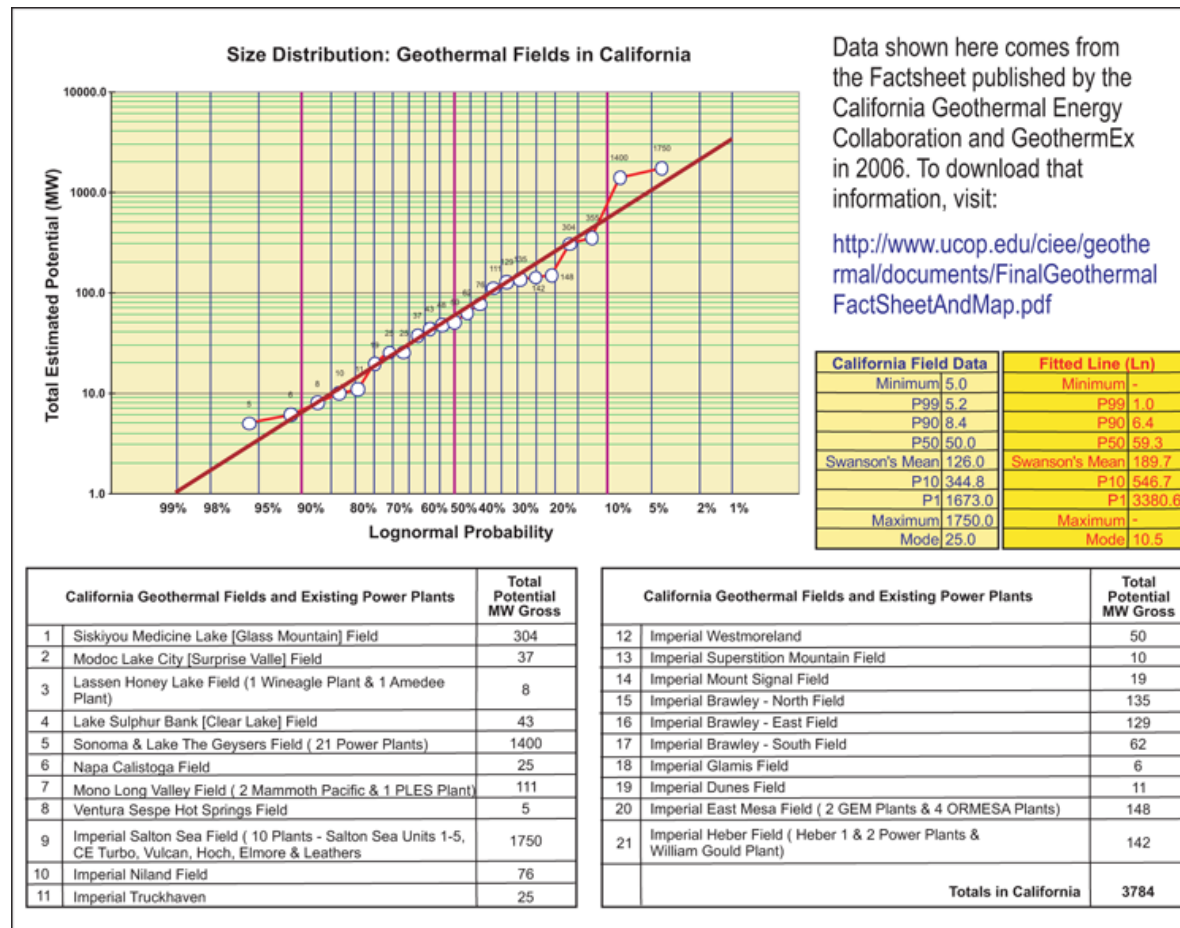 Size Distribution: Geothermal Fields in California
Total Estimated Potential (MW)
10000.0
1000.0
100.0
10.0
1.0
5
6
8
10
11
19
25
25
37
43
48
50
62
76
111
129
135
142
148
304
355
1400
1750
99% 98% 95% 90% 80% 70% 60% 50% 40% 30% 20% 10% 5% 2% 1%
Lognormal Probability
Data shown here comes from
the Factsheet published by the
California Geothermal Energy
Collaboration and GeothermEx
in 2006. To download that
information, visit:
http://www.ucop.edu/ciee/geothe
rmal/documents/FinalGeothermal
FactSheetAndMap.pdf
California Field Data Fitted Line (Ln)
Minimum 5.0 Minimum -
P99 5.2 P99 1.0
P90 8.4 P90 6.4
P50 50.0 P50 59.3
Swanson's Mean 126.0 Swanson's Mean 189.7
P10 344.8 P10 546.7
P1 1673.0 P1 3380.6
Maximum 1750.0 Maximum -
Mode 25.0 Mode 10.5
California Geothermal Fields and Existing Power Plants
Total
Potential
MW Gross
1 Siskiyou Medicine Lake [Glass Mountain] Field 304
2 Modoc Lake City [Surprise Valle] Field 37
3 Lassen Honey Lake Field (1 Wineagle Plant & 1 Amedee
Plant) 8
4 Lake Sulphur Bank [Clear Lake] Field 43
5 Sonoma & Lake The Geysers Field ( 21 Power Plants) 1400
6 Napa Calistoga Field 25
7 Mono Long Valley Field ( 2 Mammoth Pacific & 1 PLES Plant) 111
8 Ventura Sespe Hot Springs Field 5
9 Imperial Salton Sea Field ( 10 Plants - Salton Sea Units 1-5,
CE Turbo, Vulcan, Hoch, Elmore & Leathers 1750
10 Imperial Niland Field 76
11 Imperial Truckhaven 25
California Geothermal Fields and Existing Power Plants
Total
Potential
MW Gross
12 Imperial Westmoreland 50
13 Imperial Superstition Mountain Field 10
14 Imperial Mount Signal Field 19
15 Imperial Brawley - North Field 135
16 Imperial Brawley - East Field 129
17 Imperial Brawley - South Field 62
18 Imperial Glamis Field 6
19 Imperial Dunes Field 11
20 Imperial East Mesa Field ( 2 GEM Plants & 4 ORMESA Plants) 148
21 Imperial Heber Field ( Heber 1 & 2 Power Plants &
William Gould Plant) 142
Totals in California 3784